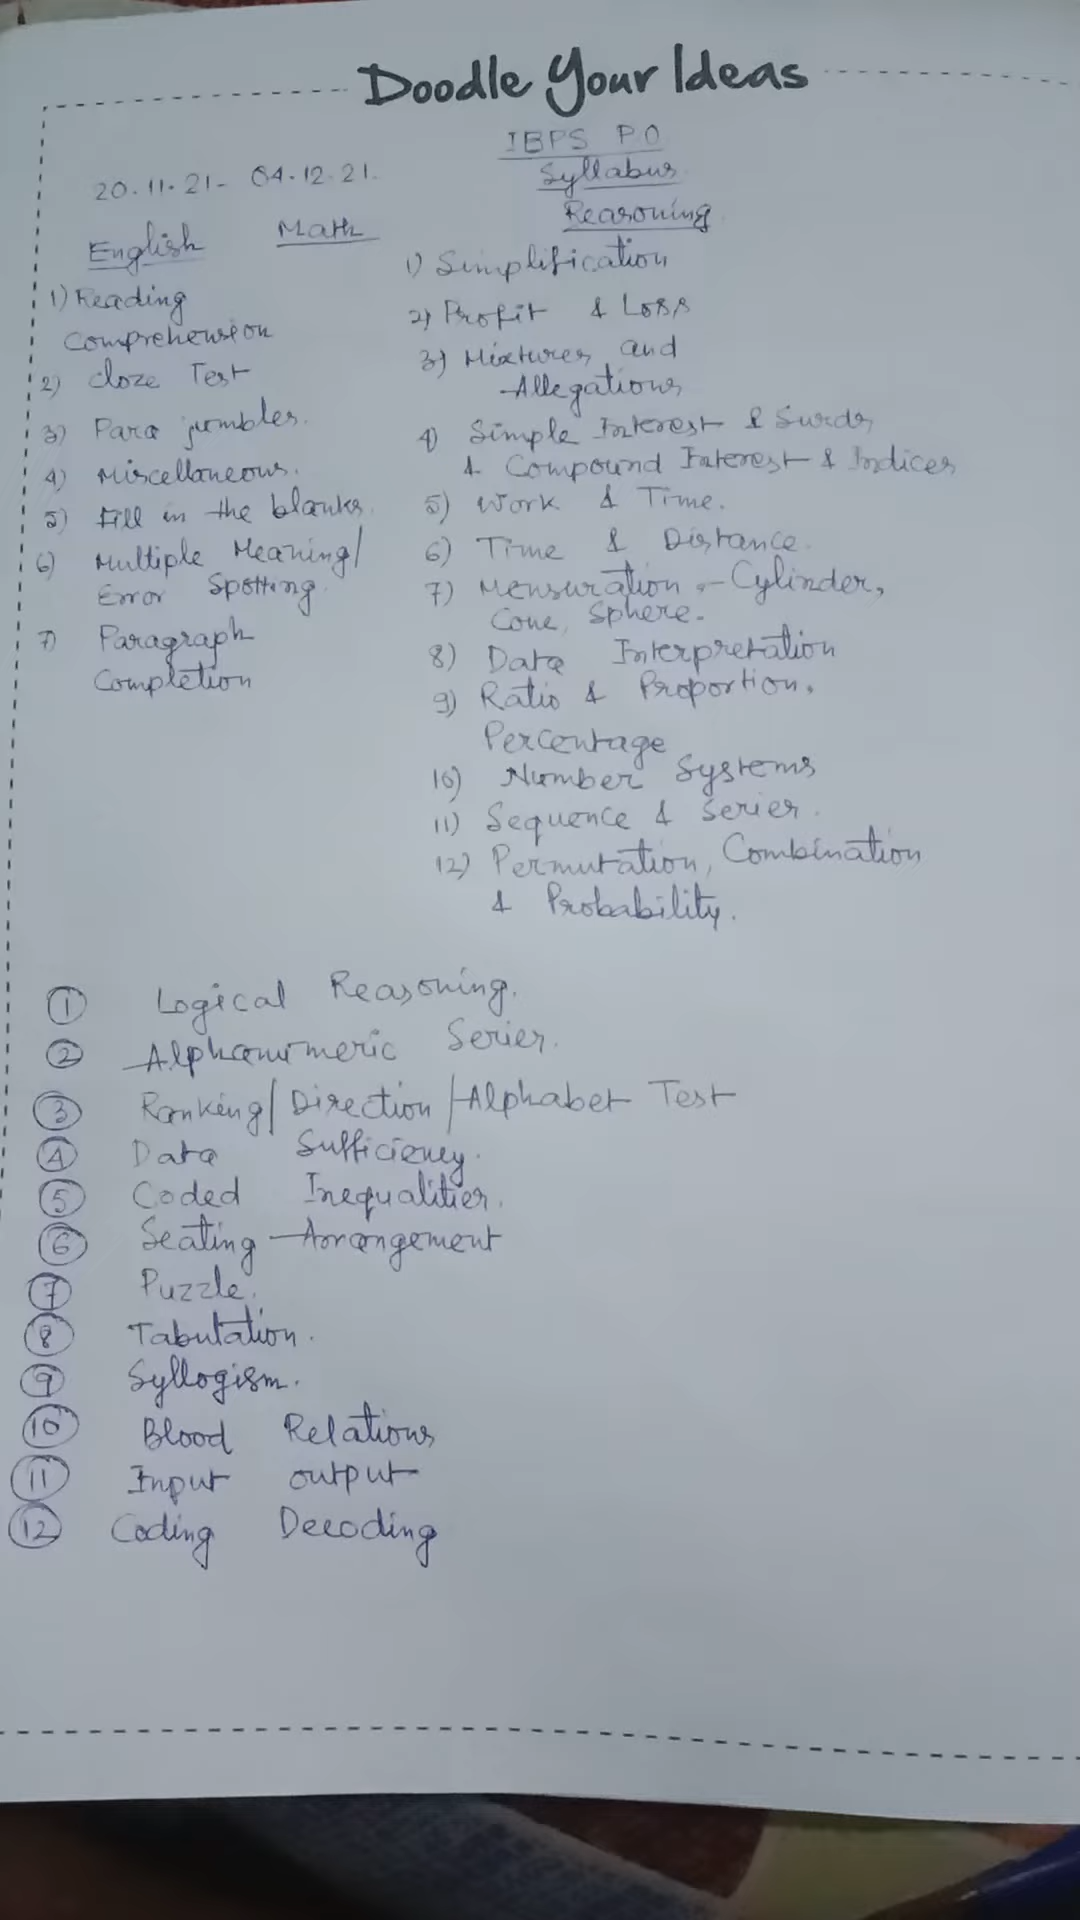 Doodle Your Ideas
IBPS PO
Syllabus
20.11.21- 04.12.21.
English
Math
Reasoning
1) Reading
Comprehension
2) Cloze Test
3) Para jumbles.
4) Miscellaneous.
5) Fill in the blanks.
6) Multiple Meaning/
Error Spotting.
7) Paragraph
Completion
1) Simplification
2) Profit & Loss
3) Mixtures and
Allegations
4) Simple Interest & Surds
& Compound Interest & Indices
5) Work & Time.
6) Time & Distance.
7) Mensuration - Cylinder,
Cone, Sphere.
8) Data Interpretation
9) Ratio & Proportion,
Percentage
10) Number Systems
11) Sequence & Series.
12) Permutation, Combination
& Probability.
1 Logical Reasoning.
2 Alphanumeric Series.
3 Ranking/Direction/Alphabet Test
4 Data Sufficiency.
5 Coded Inequalities.
6 Seating Arrangement
7 Puzzle.
8 Tabulation.
9 Syllogism.
10 Blood Relations
11 Input output
12 Coding Decoding